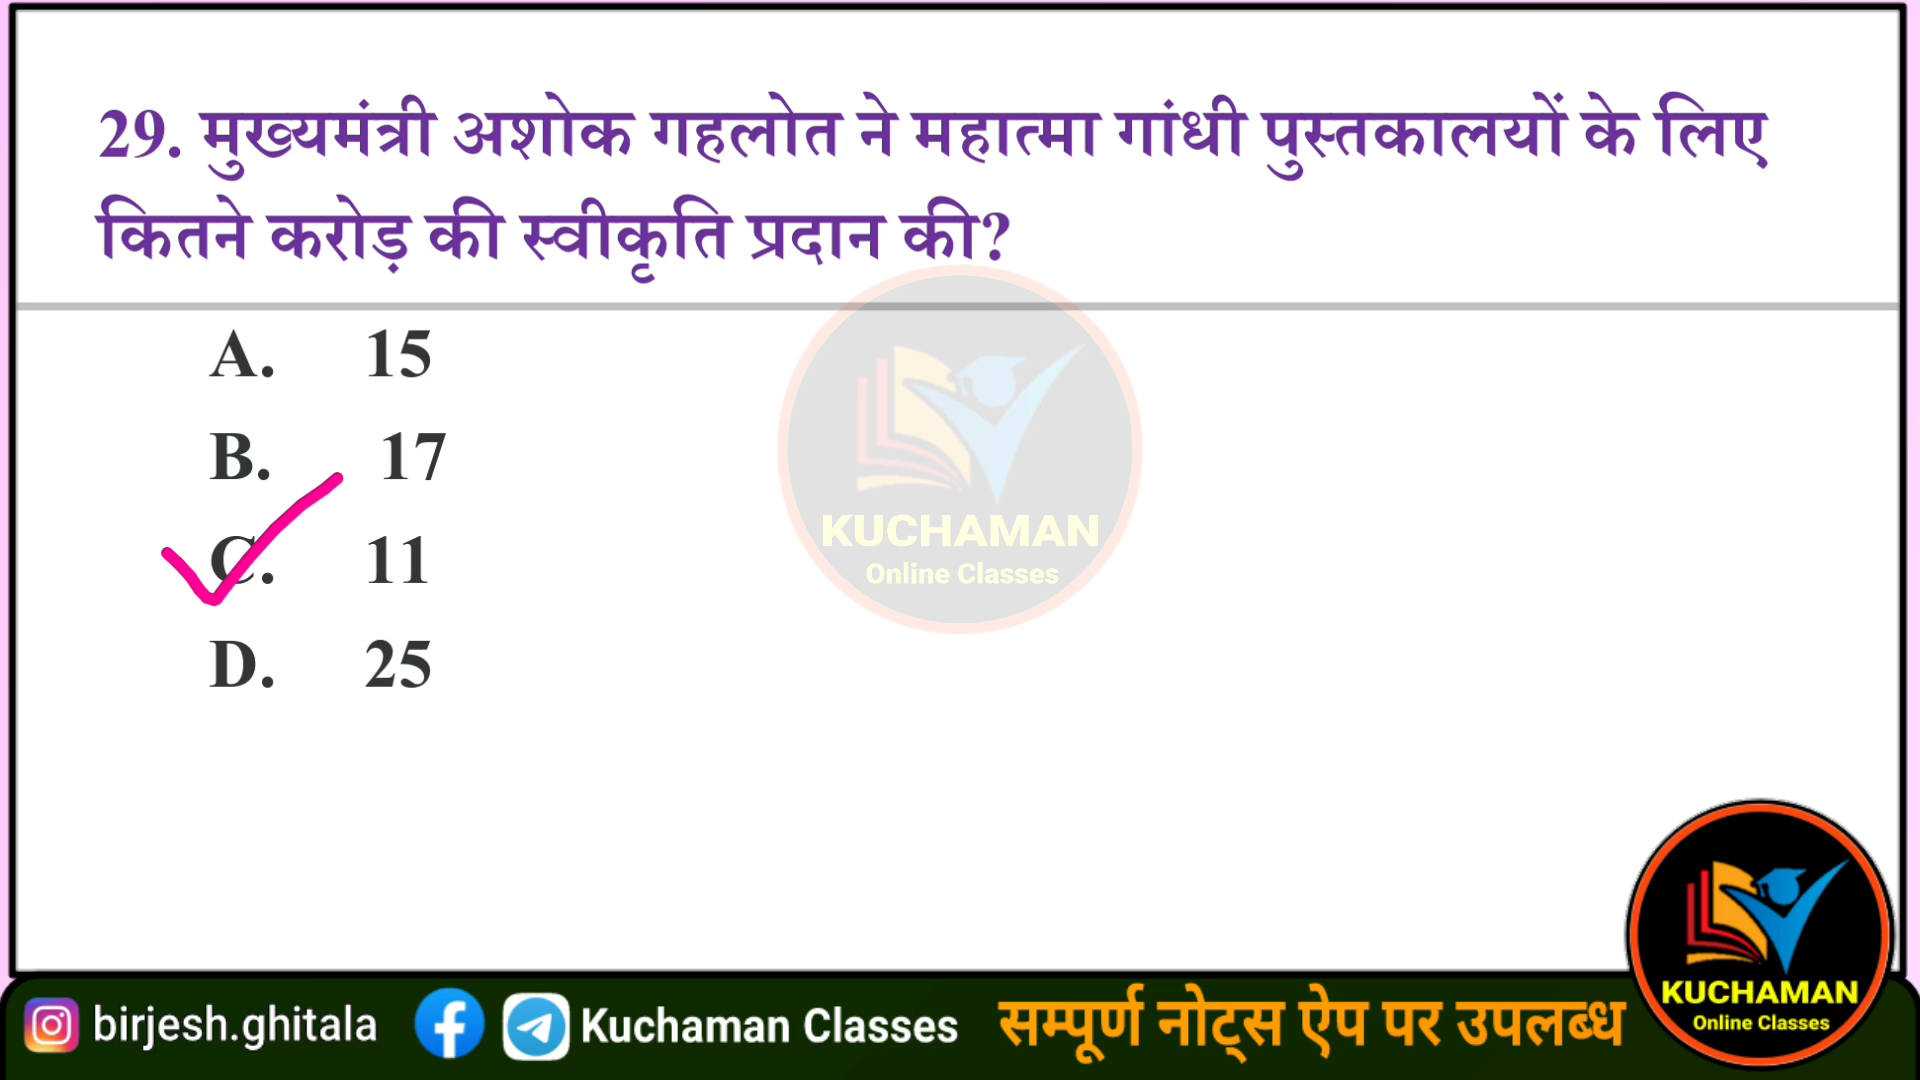 29. मुख्यमंत्री अशोक गहलोत ने महात्मा गांधी पुस्तकालयों के लिए
कितने करोड़ की स्वीकृति प्रदान की?
A. 15
B. 17
C. 11
D. 25
KUCHAMAN
Online Classes
birjesh.ghitala
Kuchaman Classes
सम्पूर्ण नोट्स ऐप पर उपलब्ध
KUCHAMAN
Online Classes